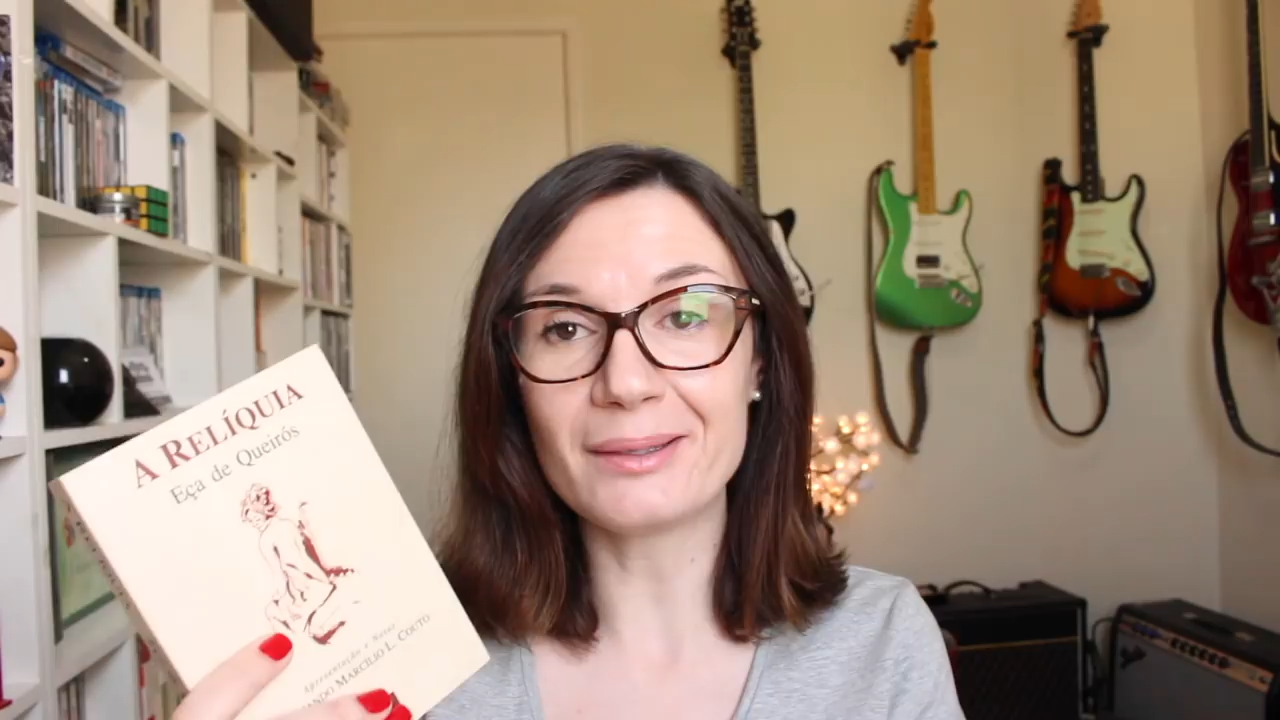 A RELÍQUIA
Eça de Queirós
Apresentação e Notas
MARCÍLIO L. COUTO